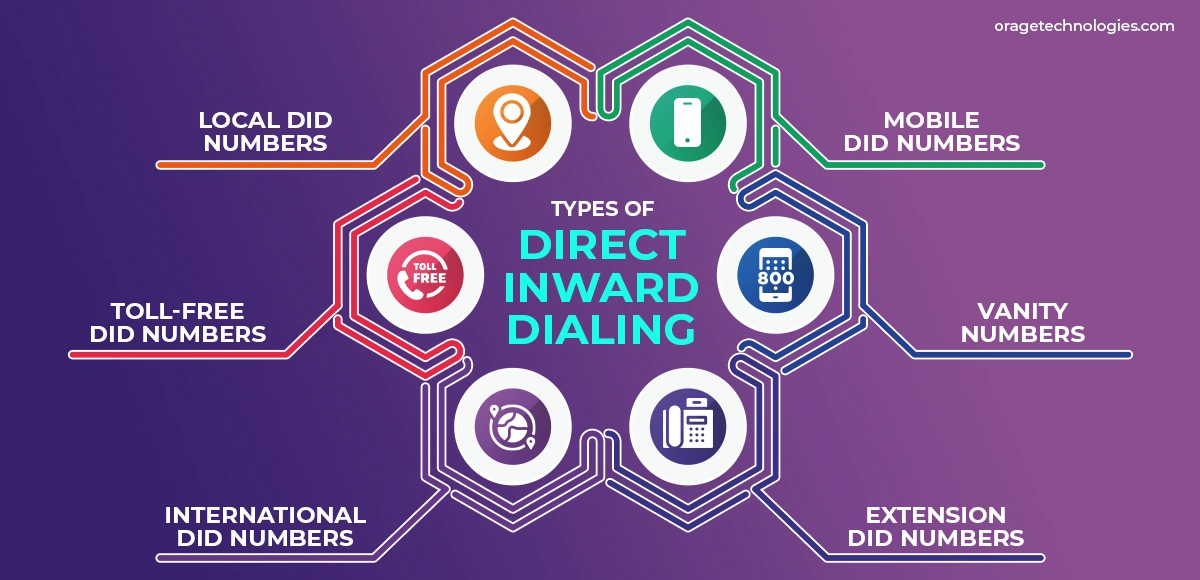 oragetechnologies.com
LOCAL DID
NUMBERS
MOBILE
DID NUMBERS
TYPES OF
DIRECT
INWARD
DIALING
TOLL
FREE
800
TOLL-FREE
DID NUMBERS
VANITY
NUMBERS
INTERNATIONAL
DID NUMBERS
EXTENSION
DID NUMBERS